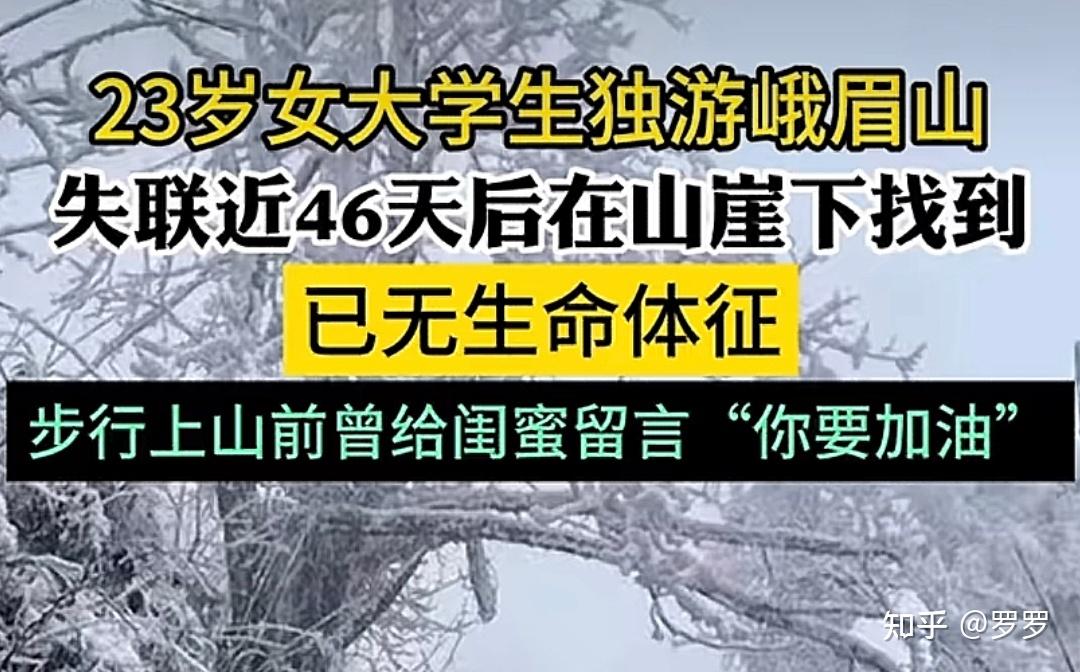 23岁女大学生独游峨眉山
失联近46天后在山崖下找到
已无生命体征
步行上山前曾给闺蜜留言“你要加油”
知乎 @罗罗